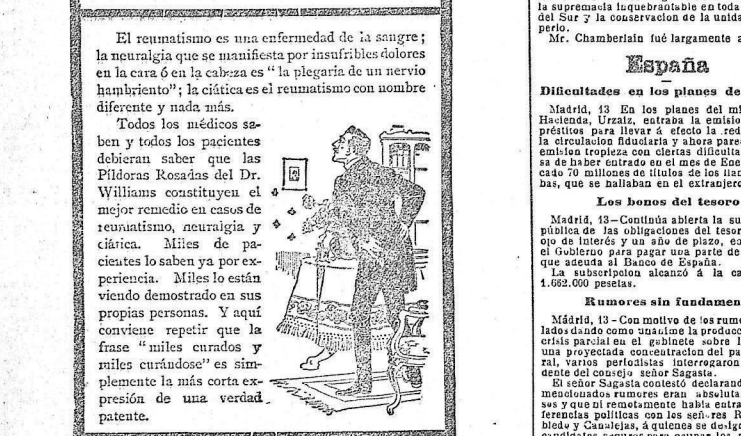 El reumatismo es una enfermedad de la sangre;
la neuralgia que se manifiesta por insufribles dolores
en la cara ó en la cabeza es "la plegaria de un nervio
hambriento"; la ciática es el reumatismo con nombre
diferente y nada más.
Todos los médicos sa-
ben y todos los pacientes
debieran saber que las
Píldoras Rosadas del Dr.
Williams constituyen el
mejor remedio en casos de
reumatismo, neuralgia y
ciática. Miles de pa-
cientes lo saben ya por ex-
periencia. Miles lo están
viendo demostrado en sus
propias personas. Y aquí
conviene repetir que la
frase "miles curados y
miles curándose" es sim-
plemente la más corta ex-
presión de una verdad
patente.
la supremacía inquebrantable en toda
del Sur y la conservacion de la unida
perio.
Mr. Chamberlain fué largamente a
España
Dificultades en los planes de
Madrid, 13 En los planes del mi
Hacienda, Urzaiz, entraba la emisio
préstitos para llevar á efecto la red
la circulacion fiduciaria y ahora pare
emision tropieza con ciertas dificulta
sa de haber entrado en el mes de Ene
cado 70 millones de títulos de los llan
bas, que se hallaban en el extranjero
Los bonos del tesoro
Madrid, 13—Continúa abierta la su
pública de las obligaciones del tesor
de interés y un año de plazo,
el Gobierno para pagar una parte de
que adeuda al Banco de España.
La subscripcion alcanzó á la ca
1.662.000 pesetas.
Rumores sin fundamen
Mádrid, 13 - Con motivo de los rumo
lados dando como unánime la producc
crisis parcial en el gabinete sobre l
una proyectada concentracion del pa
ral, varios periodistas interrogaron
dente del consejo señor Sagasta.
El señor Sagasta contestó declarand
mencionados rumores eran absoluta
sos y que ni remotamente habia entra
ferencias políticas con los señores R
bledo y Canalejas, á quienes se design